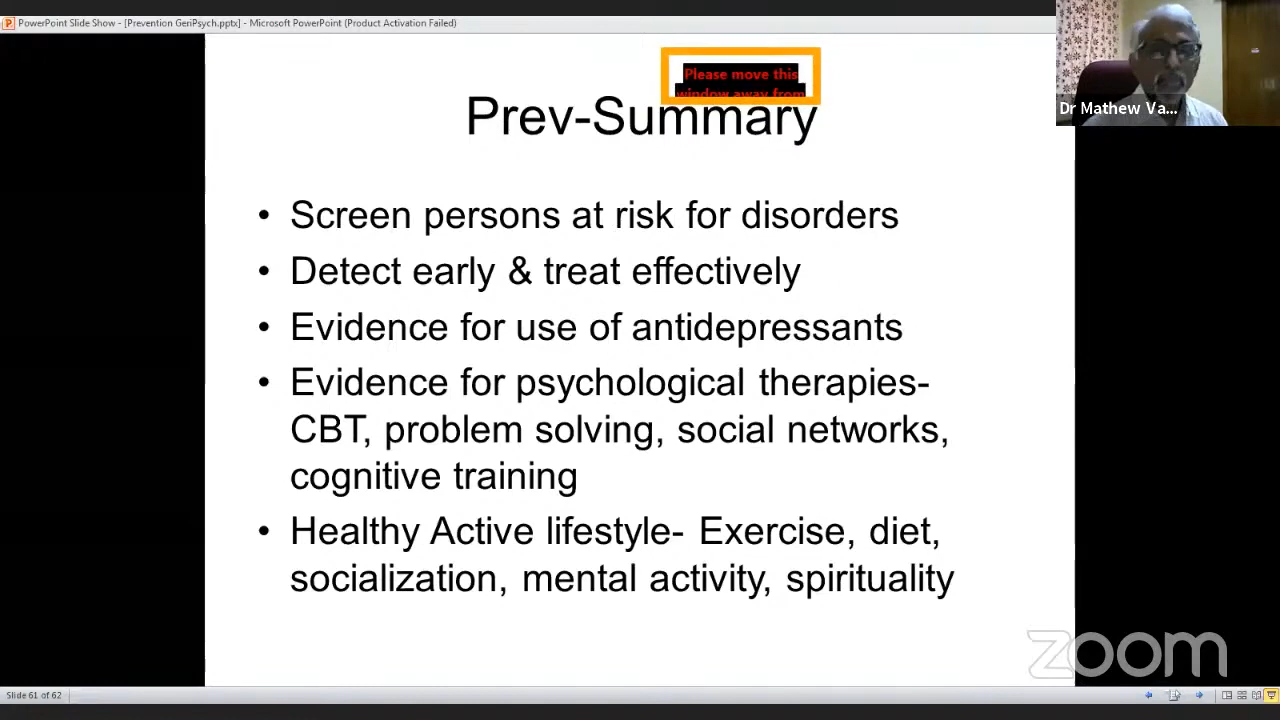 PowerPoint Slide Show - [Prevention GeriPsych.pptx] - Microsoft PowerPoint (Product Activation Failed)
Please move this
window away from
Dr Mathew Va...
Prev-Summary
• Screen persons at risk for disorders
• Detect early & treat effectively
• Evidence for use of antidepressants
• Evidence for psychological therapies-
CBT, problem solving, social networks,
cognitive training
• Healthy Active lifestyle- Exercise, diet,
socialization, mental activity, spirituality
zoom
Slide 61 of 62